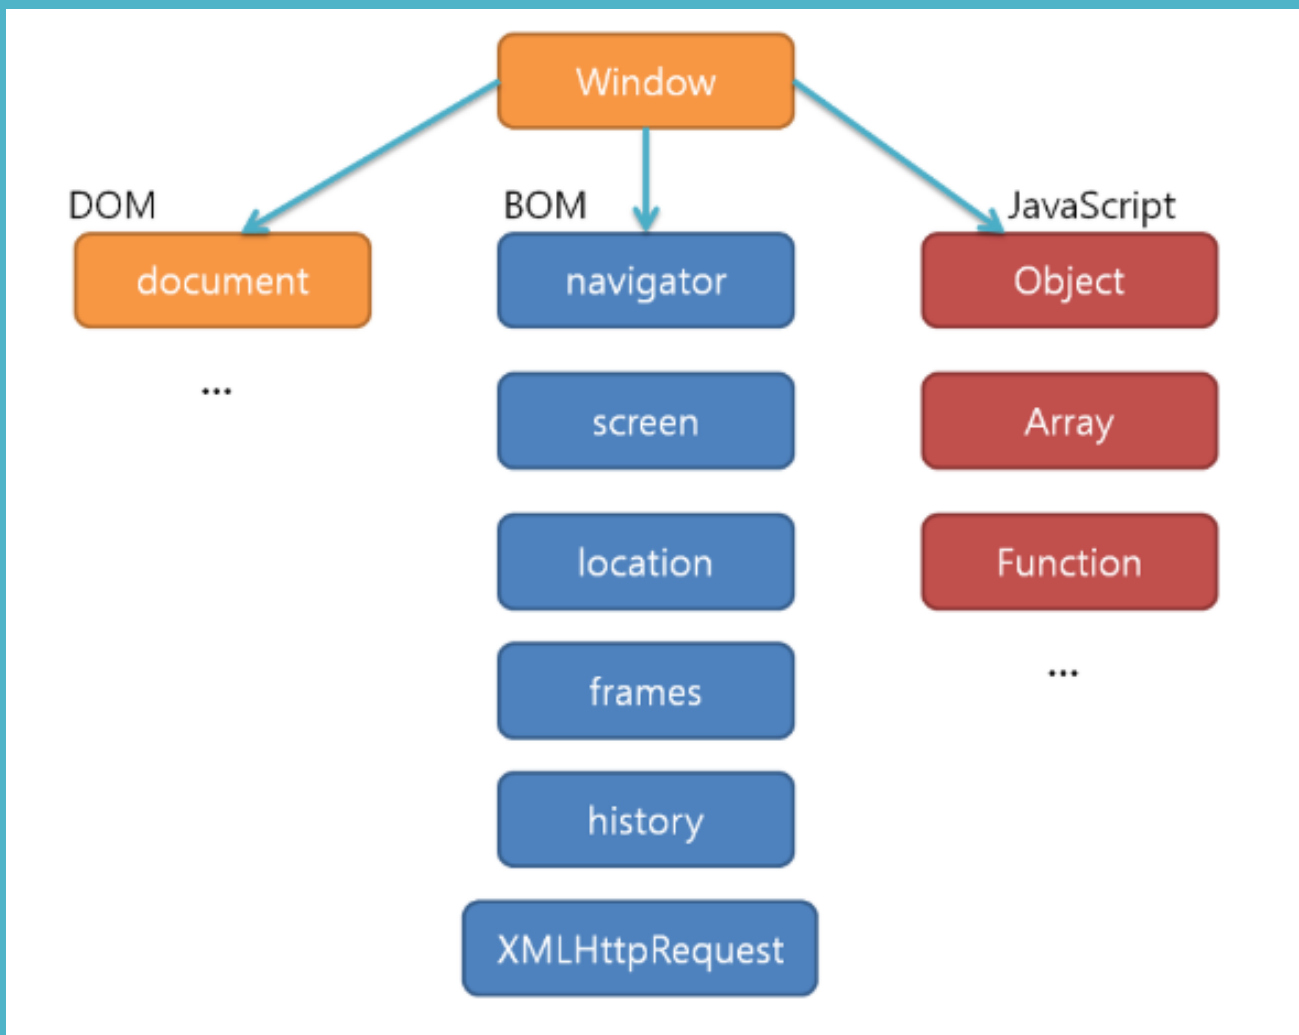 Window
DOM
document
...
BOM
navigator
screen
location
frames
history
XMLHttpRequest
JavaScript
Object
Array
Function
...